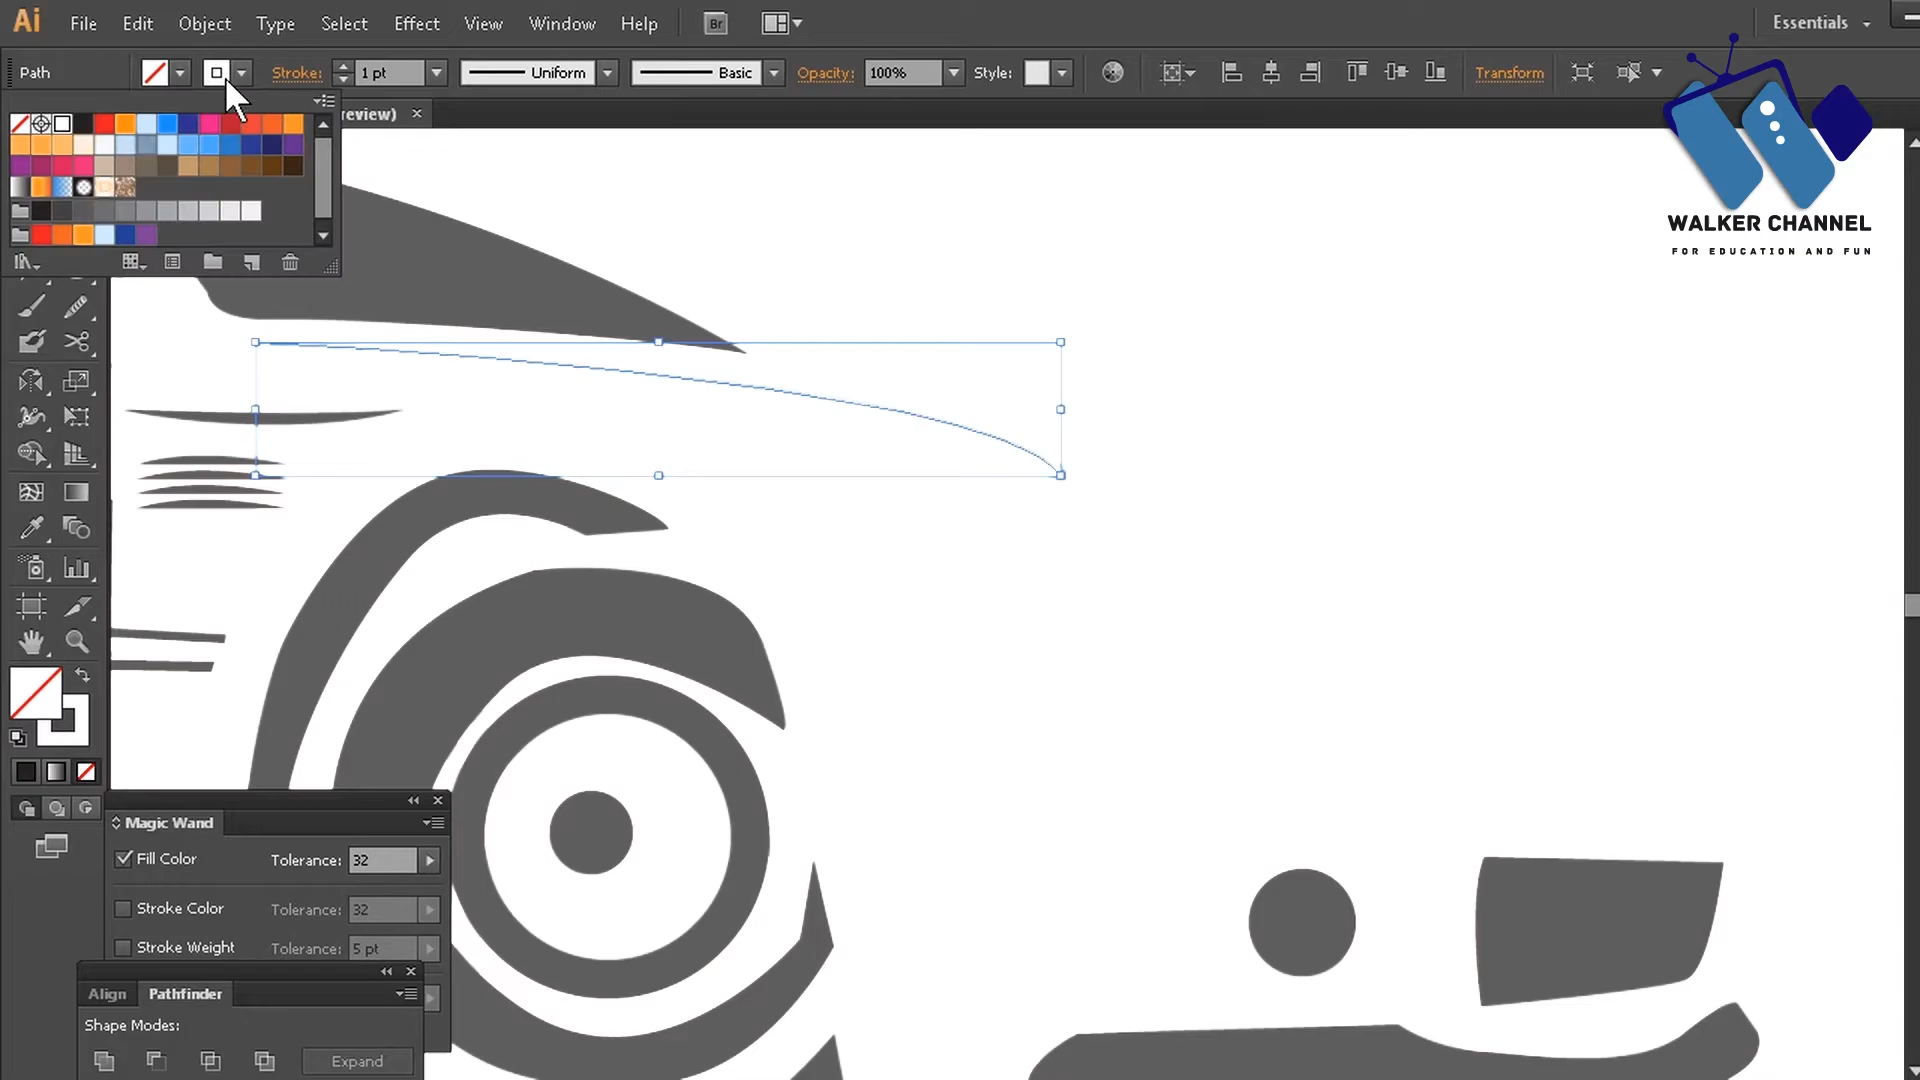 Ai File Edit Object Type Select Effect View Window Help Br Essentials
Path Stroke: 1 pt Uniform Basic Opacity: 100% Style: Transform
review) ×
WALKER CHANNEL
FOR EDUCATION AND FUN
Magic Wand
Fill Color Tolerance: 32
Stroke Color Tolerance: 32
Stroke Weight Tolerance: 5 pt
Align Pathfinder
Shape Modes:
Expand